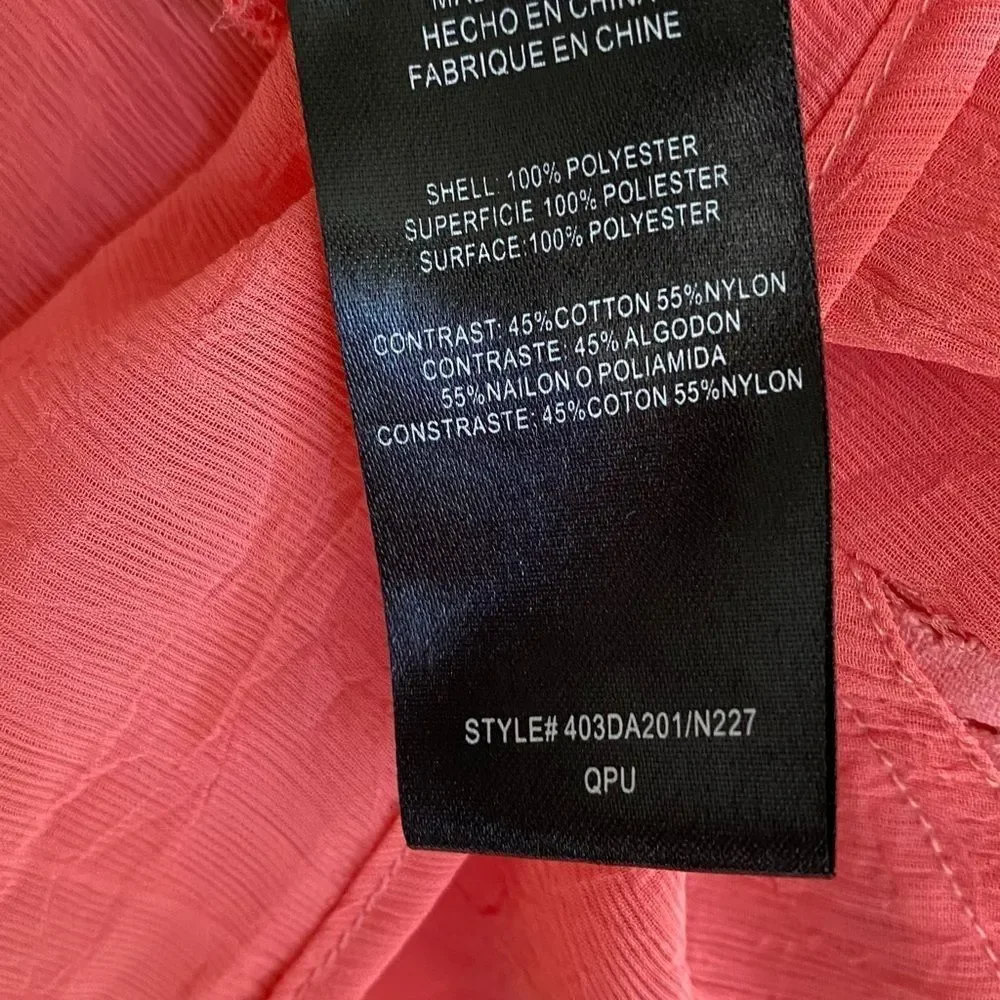 HECHO EN CHINA
FABRIQUE EN CHINE
SHELL: 100% POLYESTER
SUPERFICIE 100% POLIESTER
SURFACE:100% POLYESTER
CONTRAST: 45%COTTON 55%NYLON
CONTRASTE: 45% ALGODON
55%NAILON O POLIAMIDA
CONSTRASTE: 45%COTON 55%NYLON
STYLE# 403DA201/N227
QPU